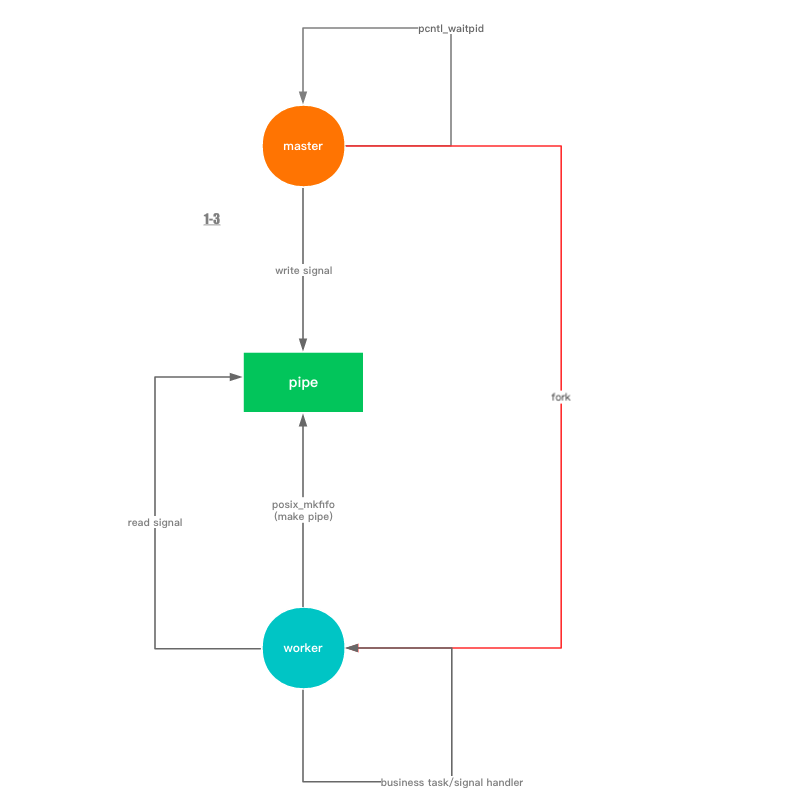 pcntl_waitpid
master
1-3
write signal
pipe
fork
posix_mkfifo
(make pipe)
read signal
worker
business task/signal handler